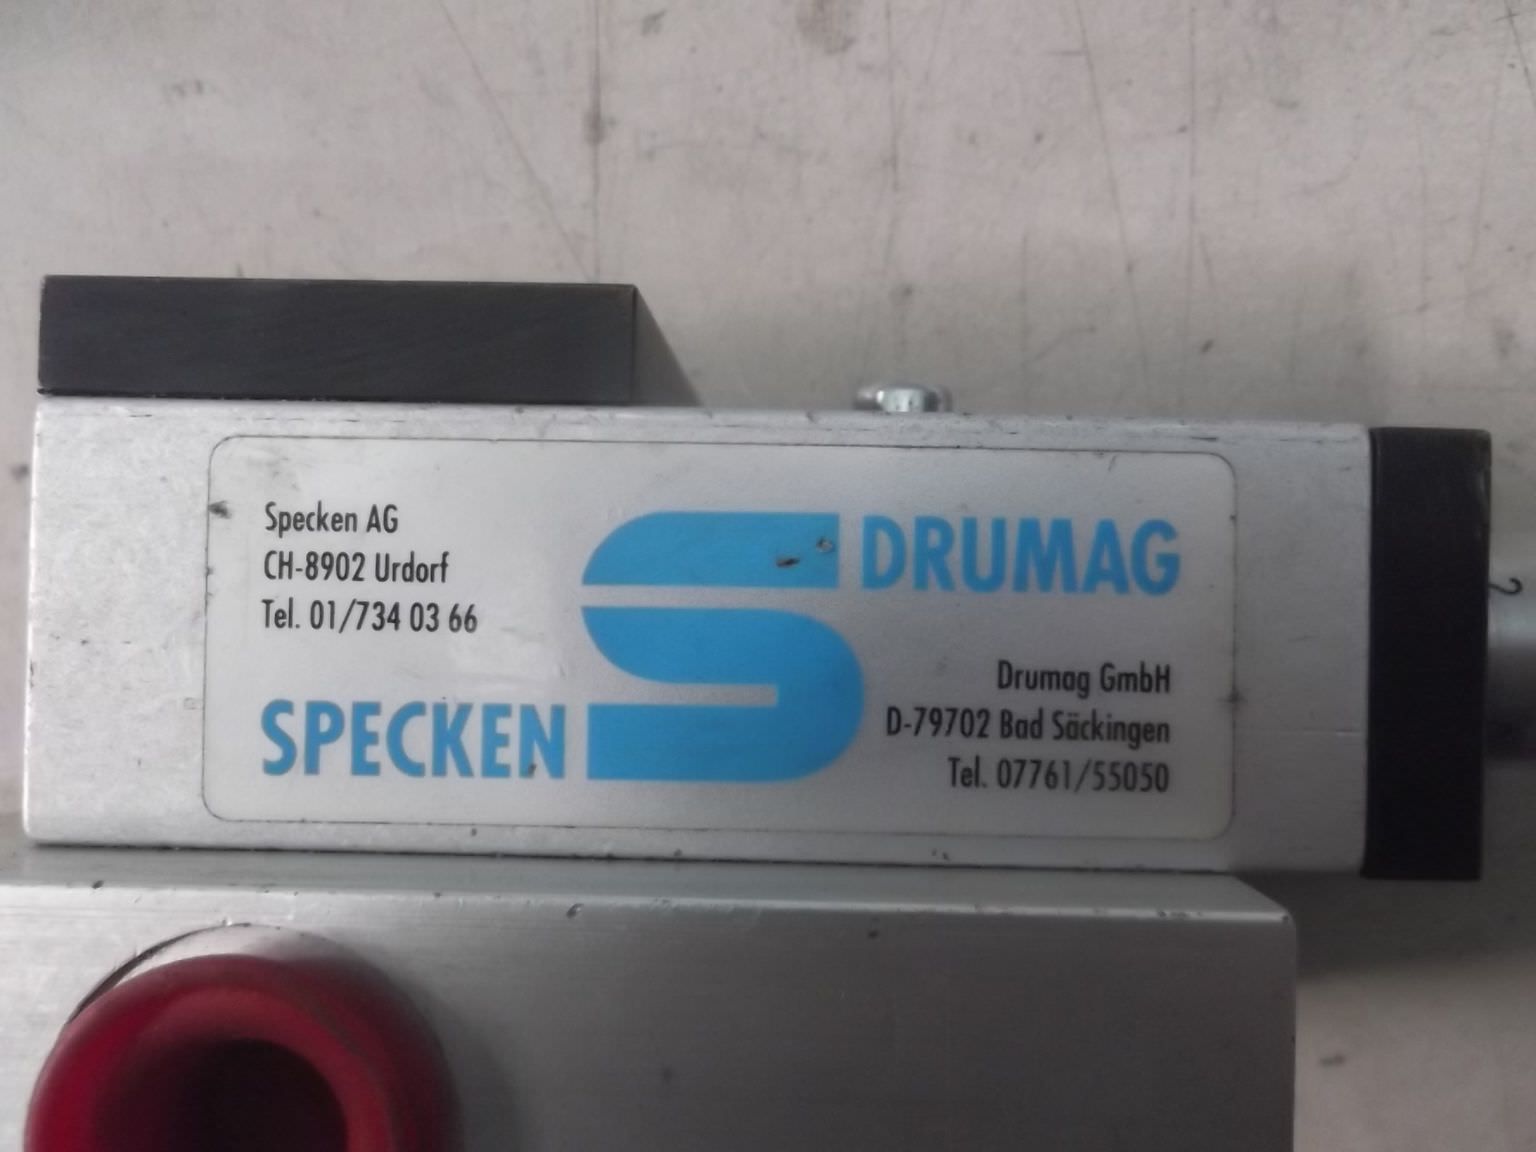 Specken AG
CH-8902 Urdorf
Tel. 01/734 03 66
SPECKEN
DRUMAG
Drumag GmbH
D-79702 Bad Säckingen
Tel. 07761/55050
2